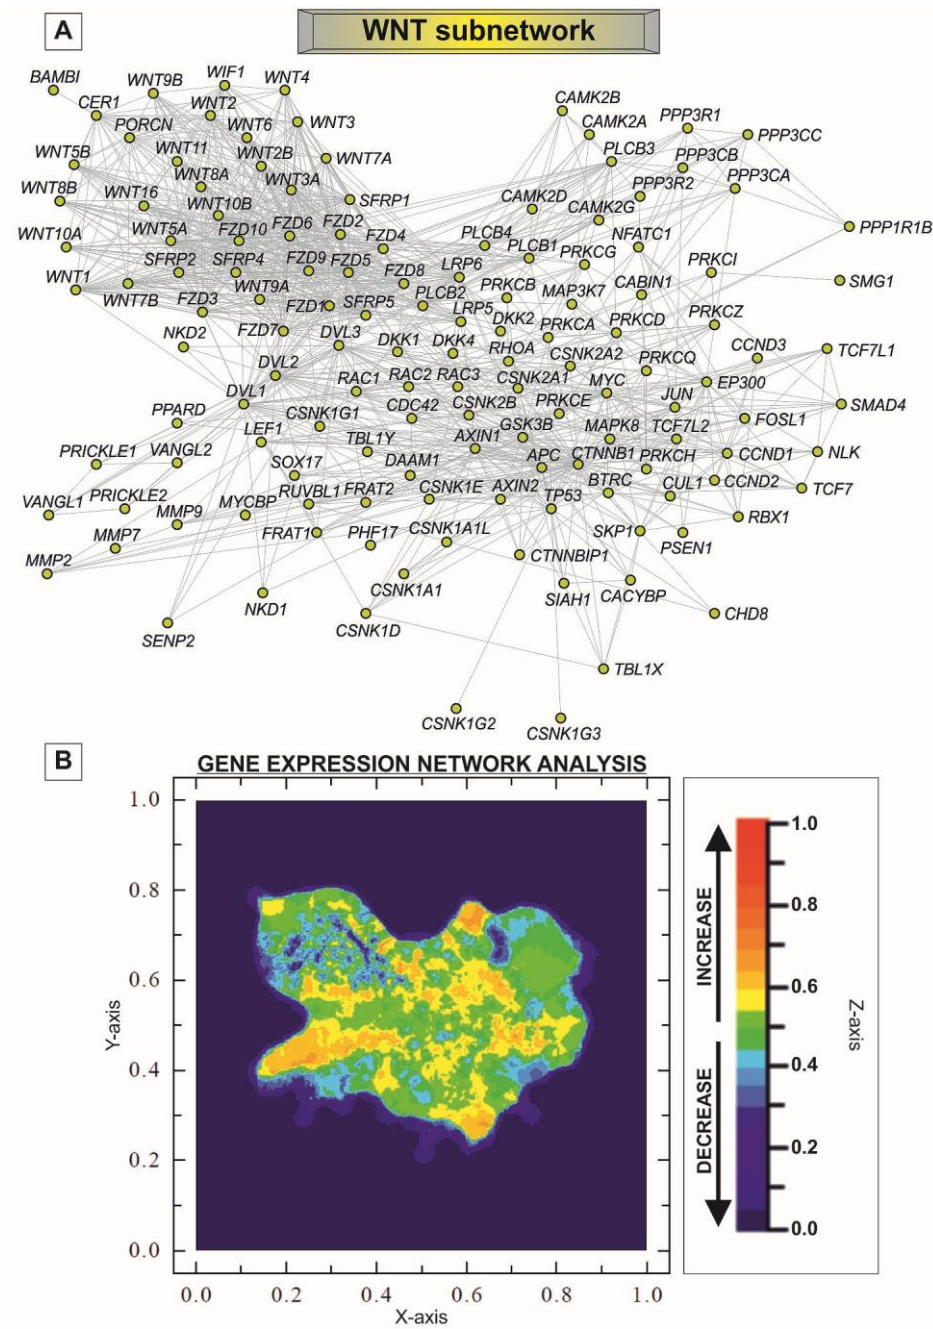 A
WNT subnetwork
BAMBI
WNT9B
WIF1
WNT4
CER1
WNT2
PORCN
WNT6
WNT3
WNT5B
WNT11
WNT2B
WNT7A
WNT8B
WNT16
WNT8A
WNT3A
SFRP1
WNT10B
WNT10A
WNT5A
FZD10
FZD6
FZD2
FZD4
SFRP2
SFRP4
FZD9
FZD5
FZD8
WNT1
WNT7B
WNT9A
FZD3
FZD1
SFRP5
PLCB2
NKD2
FZD7
DVL3
DVL2
DVL1
CAMK2B
CAMK2A
PPP3R1
PPP3CC
PLCB3
PPP3CB
PPP3CA
CAMK2D
PPP3R2
CAMK2G
PPP1R1B
PLCB4
PLCB1
NFATC1
PRKCG
PRKCI
LRP6
SMG1
PRKCB
MAP3K7
CABIN1
LRP5
DKK2
PRKCA
PRKCD
PRKCZ
DKK1
DKK4
RHOA
CSNK2A2
PRKCQ
CCND3
TCF7L1
RAC1
RAC2
RAC3
CSNK2A1
MYC
JUN
EP300
PPARD
CSNK1G1
CDC42
CSNK2B
PRKCE
FOSL1
SMAD4
PRICKLE1
VANGL2
LEF1
TBL1Y
AXIN1
GSK3B
MAPK8
TCF7L2
SOX17
DAAM1
APC
CTNNB1
PRKCH
CCND1
NLK
VANGL1
PRICKLE2
MMP9
MYCBP
RUVBL1
FRAT2
CSNK1E
AXIN2
TP53
BTRC
CUL1
CCND2
TCF7
MMP2
MMP7
FRAT1
PHF17
CSNK1A1L
CTNNBIP1
SKP1
PSEN1
RBX1
SENP2
NKD1
CSNK1A1
CSNK1D
SIAH1
CACYBP
CHD8
TBL1X
CSNK1G2
CSNK1G3
B
GENE EXPRESSION NETWORK ANALYSIS
1.0
0.8
0.6
0.4
0.2
0.0
Y-axis
0.0 0.2 0.4 0.6 0.8 1.0
X-axis
INCREASE
DECREASE
1.0
0.8
0.6
0.4
0.2
0.0
Z-axis